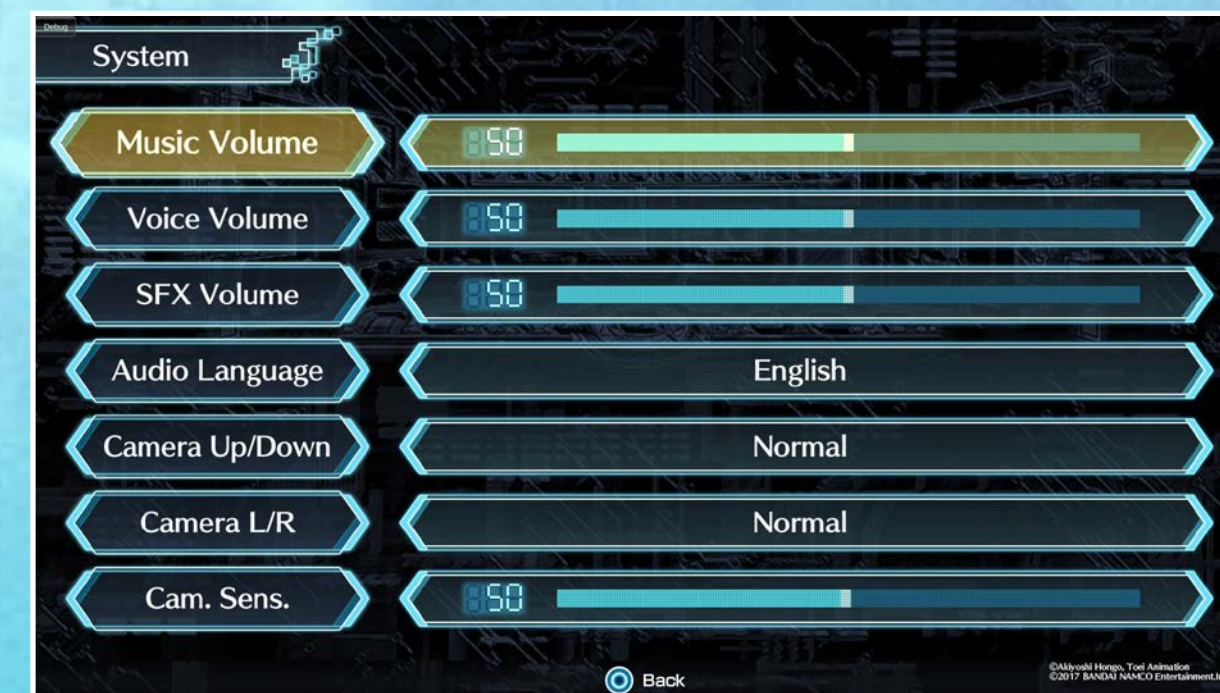 Debug
System
Music Volume 50
Voice Volume 50
SFX Volume 50
Audio Language English
Camera Up/Down Normal
Camera L/R Normal
Cam. Sens. 50
Back
©Akiyoshi Hongo, Toei Animation
©2017 BANDAI NAMCO Entertainment.In